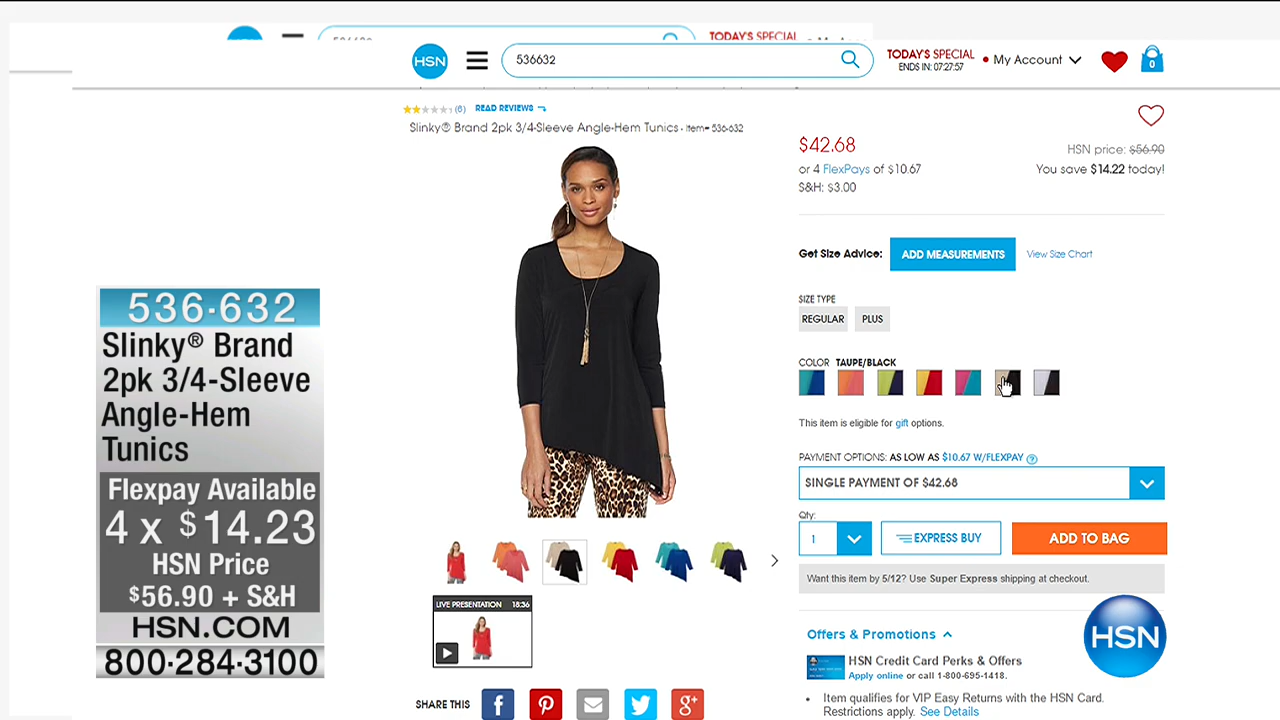 TODAY'S SPECIAL
HSN
536632
TODAY'S SPECIAL
ENDS IN: 07:27:57
My Account
0
(6) READ REVIEWS
Slinky® Brand 2pk 3/4-Sleeve Angle-Hem Tunics - Item# 536-632
$42.68
HSN price: $56.90
or 4 FlexPays of $10.67
You save $14.22 today!
S&H: $3.00
Get Size Advice:
ADD MEASUREMENTS
View Size Chart
SIZE TYPE
REGULAR
PLUS
COLOR TAUPE/BLACK
This item is eligible for gift options.
PAYMENT OPTIONS: AS LOW AS $10.67 W/FLEXPAY ?
SINGLE PAYMENT OF $42.68
Qty:
1
EXPRESS BUY
ADD TO BAG
Want this item by 5/12? Use Super Express shipping at checkout.
Offers & Promotions
HSN Credit Card Perks & Offers
Apply online or call 1-800-695-1418.
• Item qualifies for VIP Easy Returns with the HSN Card.
Restrictions apply. See Details
HSN
LIVE PRESENTATION 18:36
SHARE THIS
536-632
Slinky® Brand
2pk 3/4-Sleeve
Angle-Hem
Tunics
Flexpay Available
4 x $14.23
HSN Price
$56.90 + S&H
HSN.COM
800-284-3100